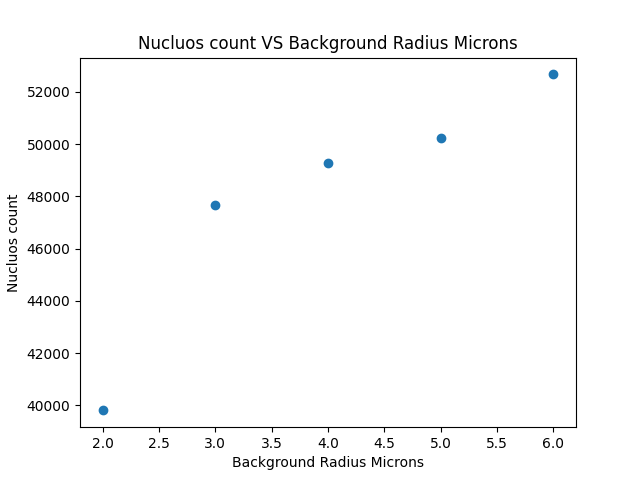 Nucluos count VS Background Radius Microns
52000
50000
48000
46000
44000
42000
40000
Nucluos count
2.0 2.5 3.0 3.5 4.0 4.5 5.0 5.5 6.0
Background Radius Microns